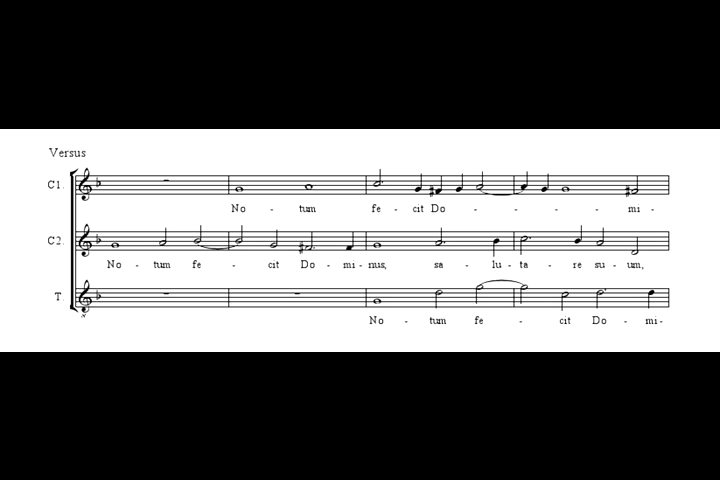 Versus
C1.
No - tum fe - cit Do - - - - mi -
C2.
No - tum fe - cit Do - mi - nus, sa - lu - ta - re su - um,
T.
8
No - tum fe - cit Do - mi -